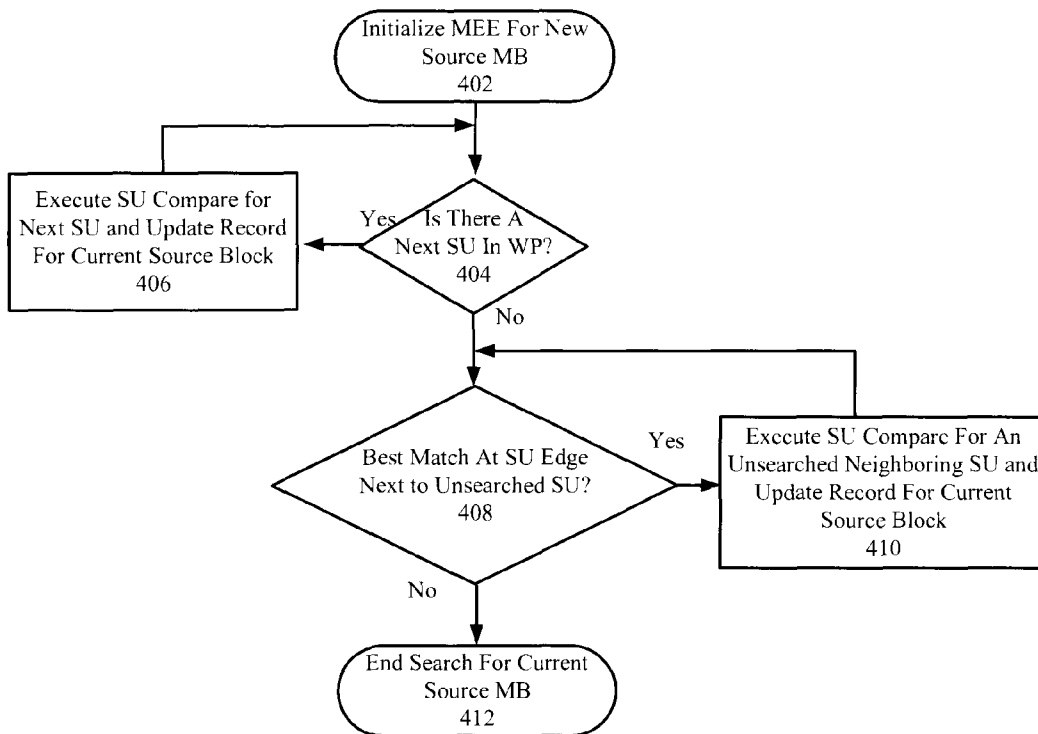 Initialize MEE For New
Source MB
402
Execute SU Compare for
Next SU and Update Record
For Current Source Block
406
Yes
Is There A
Next SU In WP?
404
No
Best Match At SU Edge
Next to Unsearched SU?
408
Yes
Execute SU Compare For An
Unsearched Neighboring SU and
Update Record For Current
Source Block
410
No
End Search For Current
Source MB
412